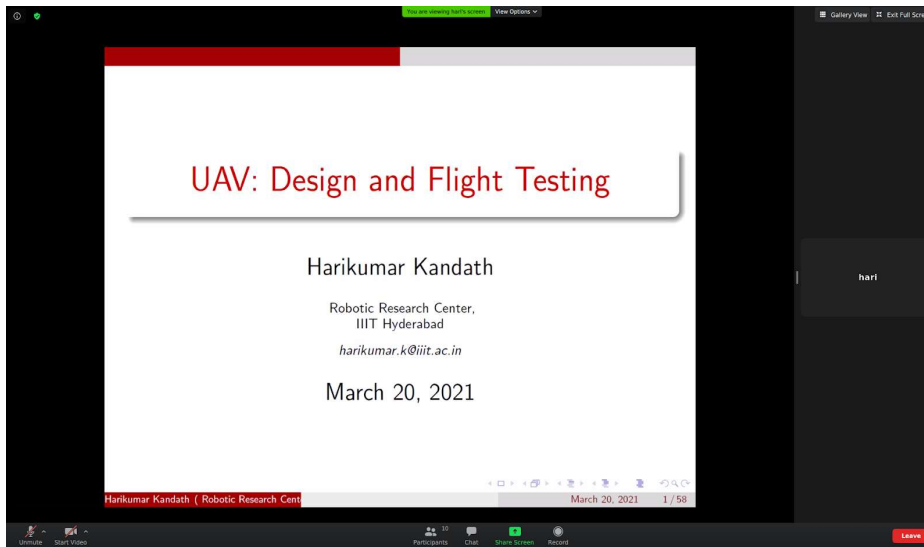 You are viewing hari's screen View Options
Gallery View Exit Full Scre
UAV: Design and Flight Testing
Harikumar Kandath
Robotic Research Center,
IIIT Hyderabad
harikumar.k@iiit.ac.in
March 20, 2021
hari
Harikumar Kandath ( Robotic Research Cent March 20, 2021 1 / 58
Unmute Start Video Participants 10 Chat Share Screen Record Leave